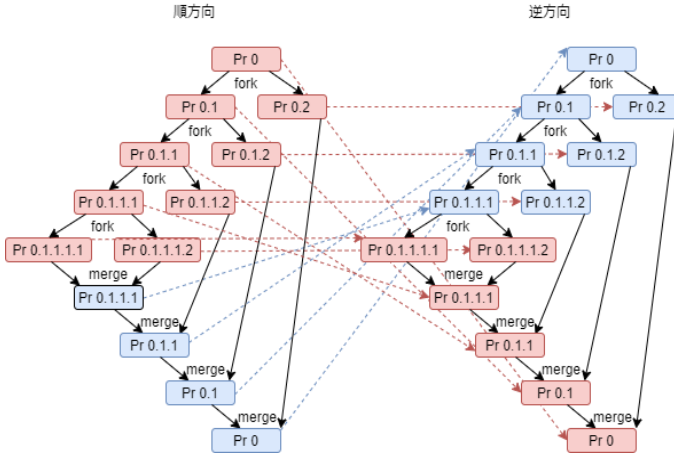 順方向
逆方向
Pr 0
fork
Pr 0.1
Pr 0.2
fork
Pr 0.1.1
Pr 0.1.2
fork
Pr 0.1.1.1
Pr 0.1.1.2
fork
Pr 0.1.1.1.1
Pr 0.1.1.1.2
merge
Pr 0.1.1.1
merge
Pr 0.1.1
merge
Pr 0.1
merge
Pr 0
Pr 0
fork
Pr 0.1
Pr 0.2
fork
Pr 0.1.1
Pr 0.1.2
fork
Pr 0.1.1.1
Pr 0.1.1.2
fork
Pr 0.1.1.1.1
Pr 0.1.1.1.2
merge
Pr 0.1.1.1
merge
Pr 0.1.1
merge
Pr 0.1
merge
Pr 0